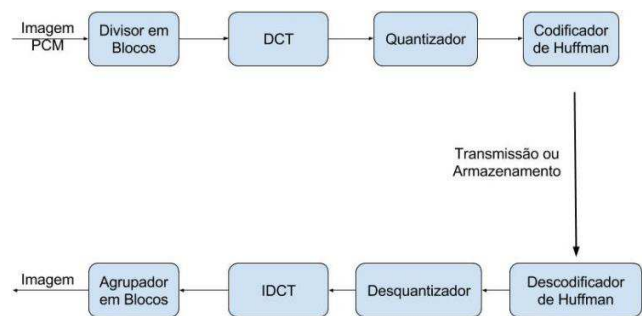 Imagem
PCM
Divisor em
Blocos
DCT
Quantizador
Codificador
de Huffman
Transmissão ou
Armazenamento
Imagem
Agrupador
em Blocos
IDCT
Desquantizador
Descodificador
de Huffman